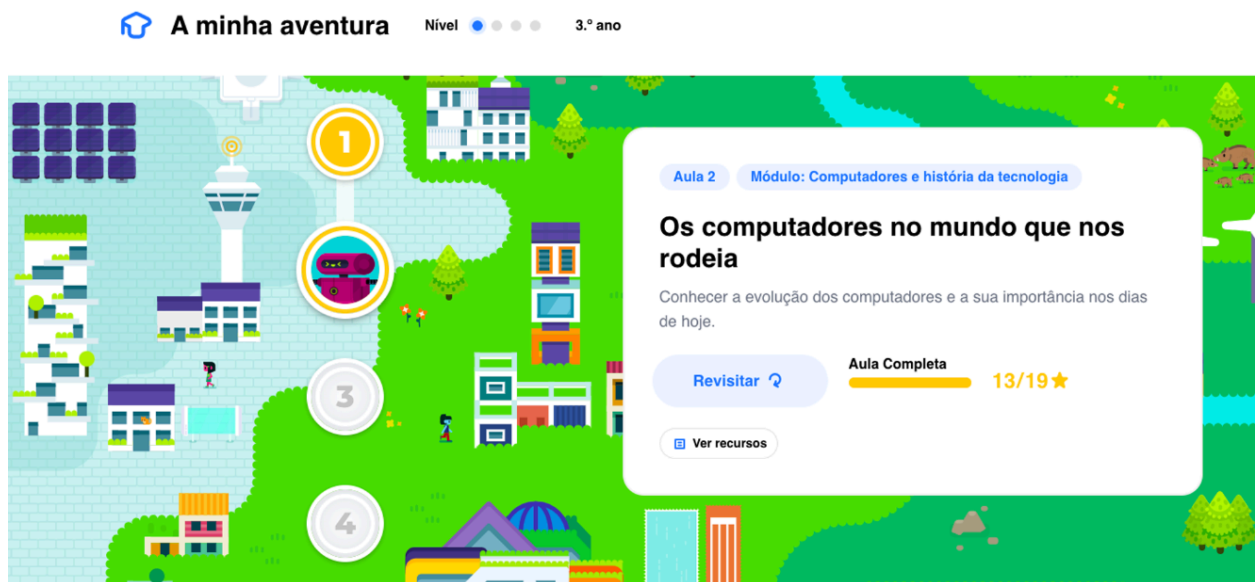 A minha aventura
Nível
3.º ano
1
Aula 2
Módulo: Computadores e história da tecnologia
Os computadores no mundo que nos
rodeia
Conhecer a evolução dos computadores e a sua importância nos dias
de hoje.
Revisitar
Aula Completa
13/19
Ver recursos
3
4